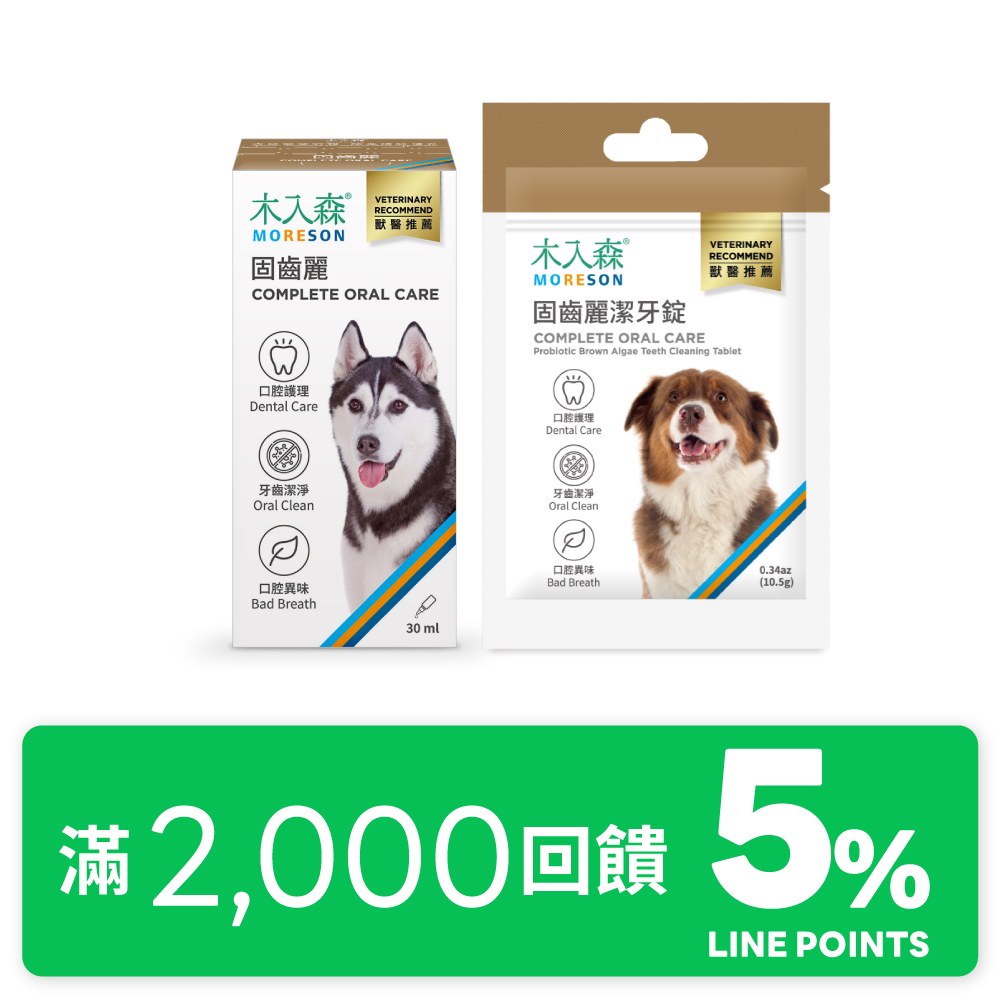 木入森®
MORESON
VETERINARY
RECOMMEND
獸醫推薦
固齒麗
COMPLETE ORAL CARE
口腔護理
Dental Care
牙齒潔淨
Oral Clean
口腔異味
Bad Breath
30 ml
木入森®
MORESON
VETERINARY
RECOMMEND
獸醫推薦
固齒麗潔牙錠
COMPLETE ORAL CARE
Probiotic Brown Algae Teeth Cleaning Tablet
口腔護理
Dental Care
牙齒潔淨
Oral Clean
口腔異味
Bad Breath
0.34az
(10.5g)
滿2,000回饋5%
LINE POINTS